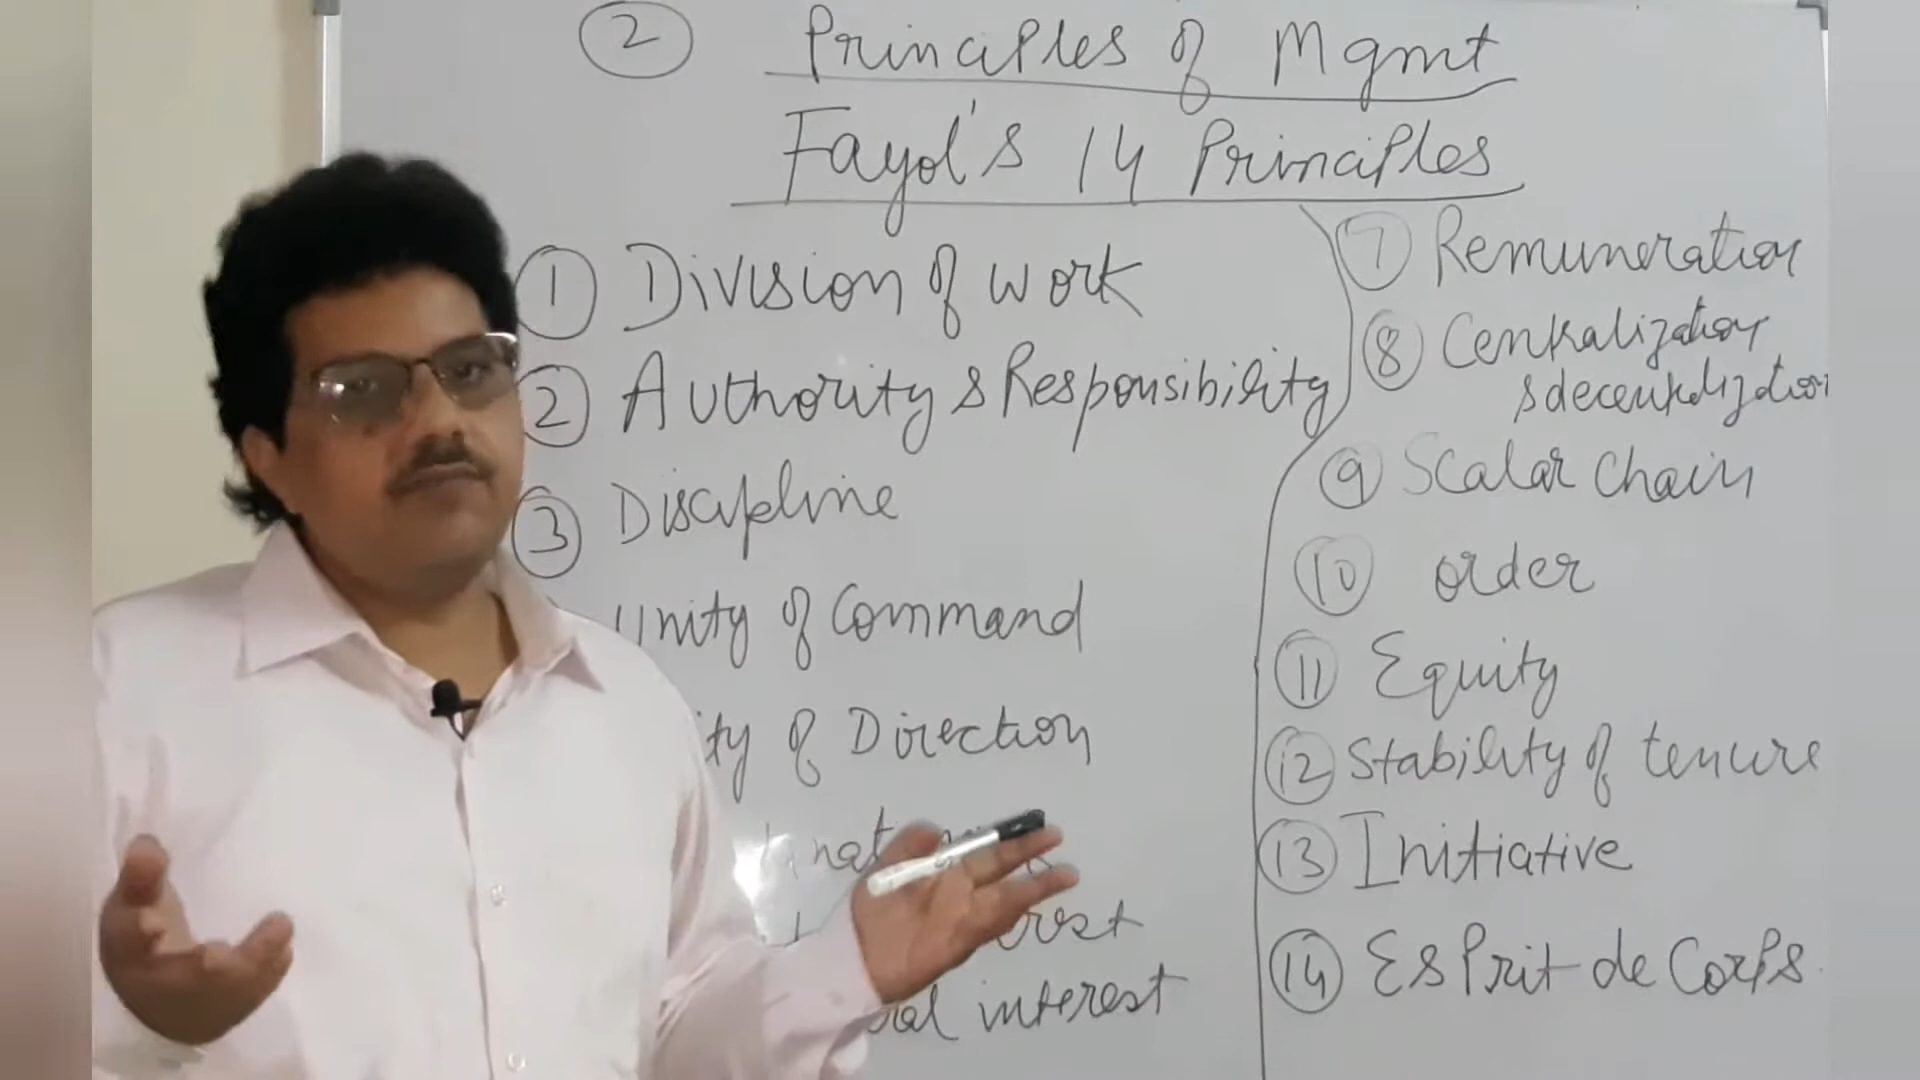 2 Principles of Mgmt
Fayol's 14 Principles
1 Division of work
2 Authority & Responsibility
3 Discipline
Unity of Command
ty of Direction
interest
7 Remuneration
8 Centralization
& decentralization
9 Scalar Chain
10 order
11 Equity
12 Stability of tenure
13 Initiative
14 Esprit de Corps